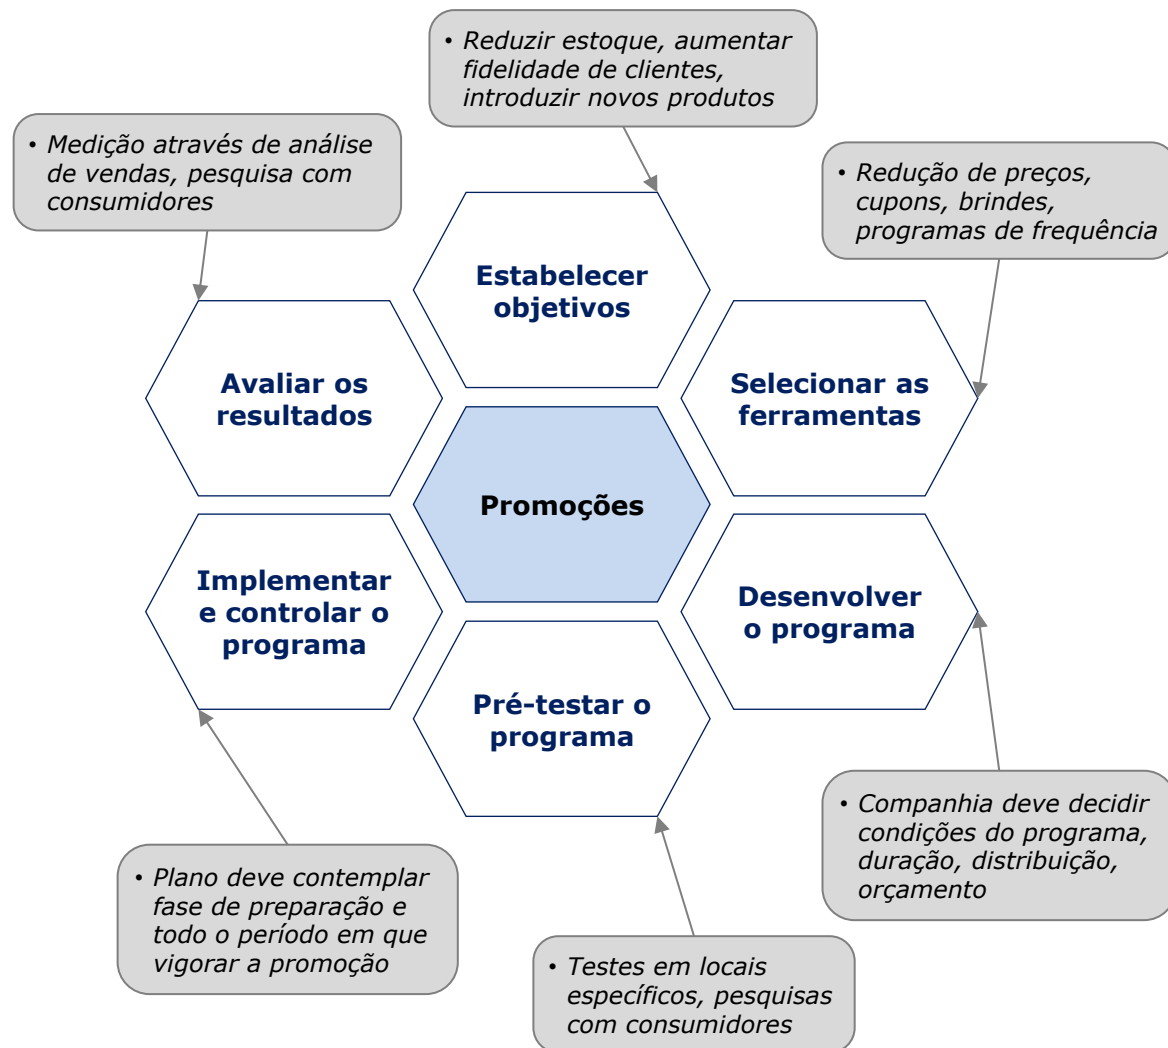 • Reduzir estoque, aumentar
fidelidade de clientes,
introduzir novos produtos
• Medição através de análise
de vendas, pesquisa com
consumidores
• Redução de preços,
cupons, brindes,
programas de frequência
Estabelecer
objetivos
Avaliar os
resultados
Selecionar as
ferramentas
Promoções
Implementar
e controlar o
programa
Desenvolver
o programa
Pré-testar o
programa
• Companhia deve decidir
condições do programa,
duração, distribuição,
orçamento
• Plano deve contemplar
fase de preparação e
todo o período em que
vigorar a promoção
• Testes em locais
específicos, pesquisas
com consumidores